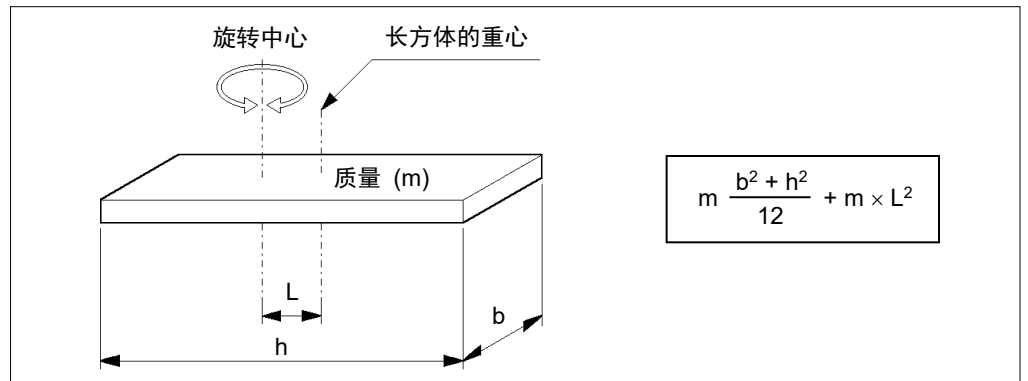 旋转中心
长方体的重心
质量 (m)
m (b² + h²)/12 + m × L²
L
b
h